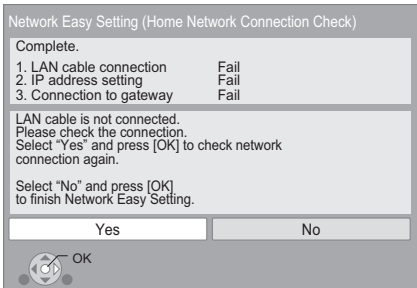 Network Easy Setting (Home Network Connection Check)
Complete.
1. LAN cable connection Fail
2. IP address setting Fail
3. Connection to gateway Fail
LAN cable is not connected.
Please check the connection.
Select “Yes” and press [OK] to check network
connection again.
Select “No” and press [OK]
to finish Network Easy Setting.
Yes No
OK